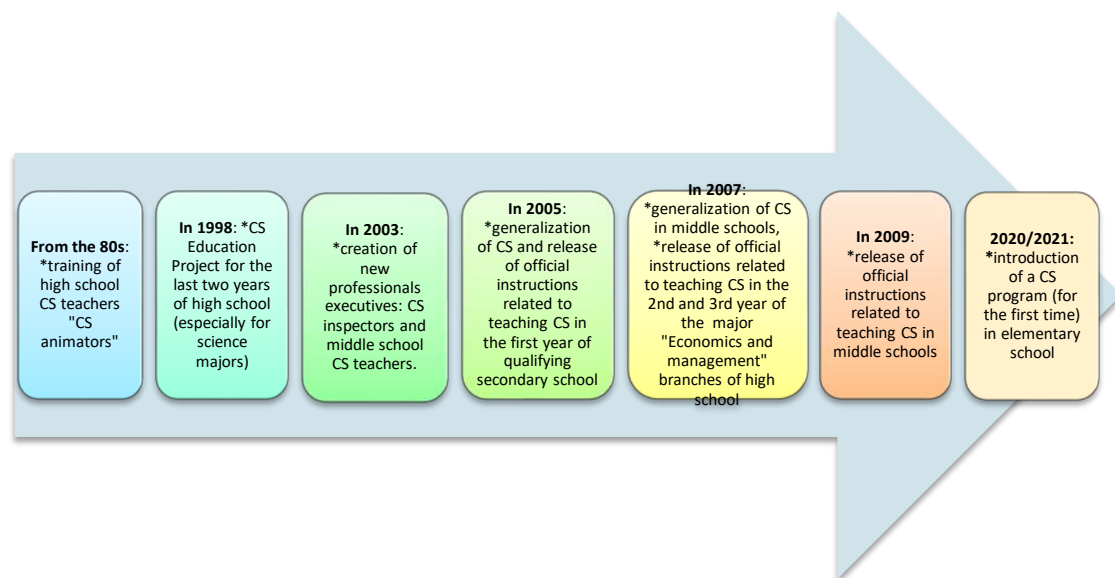 From the 80s:
*training of
high school
CS teachers
"CS
animators"
In 1998: *CS
Education
Project for the
last two years
of high school
(especially for
science
majors)
In 2003:
*creation of
new
professionals
executives: CS
inspectors and
middle school
CS teachers.
In 2005:
*generalization
of CS and release
of official
instructions
related to
teaching CS in
the first year of
qualifying
secondary school
In 2007:
*generalization of CS
in middle schools,
*release of official
instructions related
to teaching CS in the
2nd and 3rd year of
the major
"Economics and
management"
branches of high
school
In 2009:
*release of
official
instructions
related to
teaching CS in
middle schools
2020/2021:
*introduction
of a CS
program (for
the first time) in
elementary
school